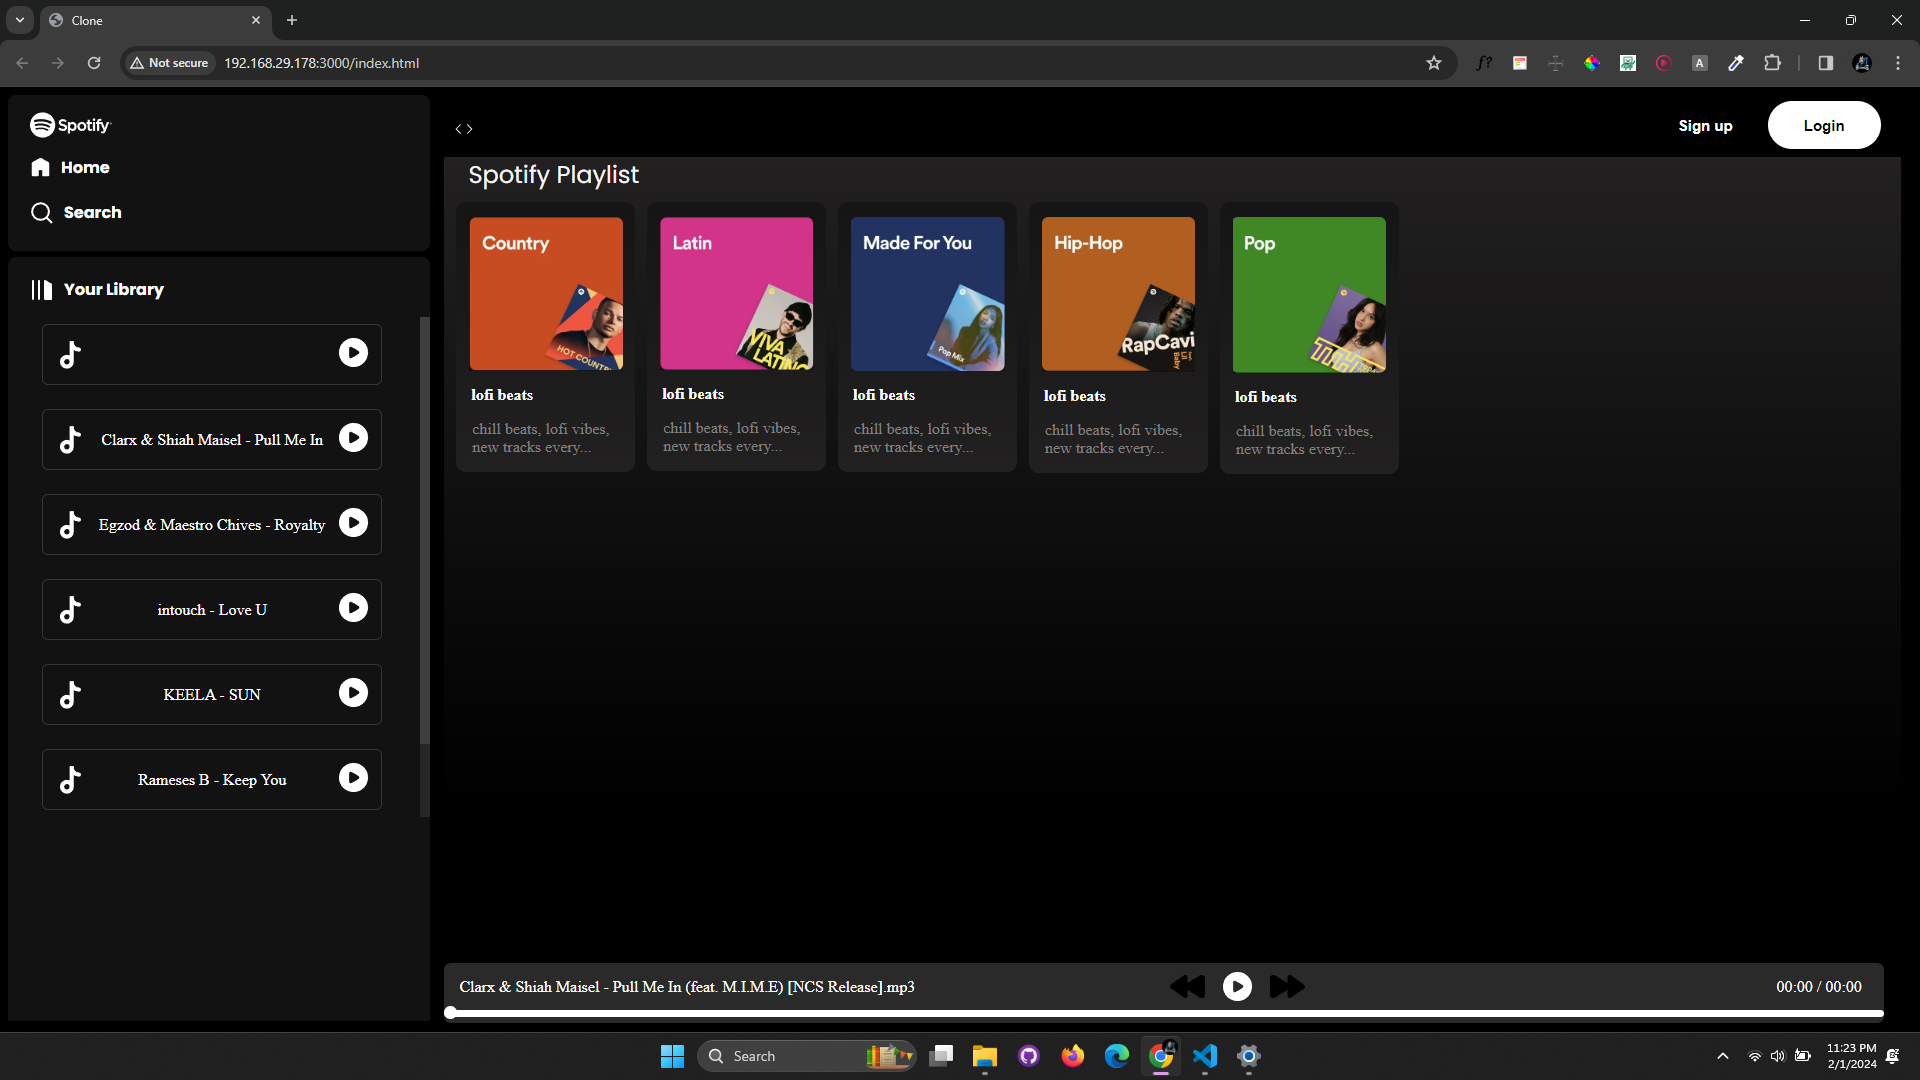 Clone
Not secure
192.168.29.178:3000/index.html
Spotify
Home
Search
Your Library
Clarx & Shiah Maisel - Pull Me In
Egzod & Maestro Chives - Royalty
intouch - Love U
KEELA - SUN
Rameses B - Keep You
Sign up
Login
Spotify Playlist
Country
HOT COUNTRY
lofi beats
chill beats, lofi vibes,
new tracks every...
Latin
VIVA
LATINO
lofi beats
chill beats, lofi vibes,
new tracks every...
Made For You
Pop Mix
lofi beats
chill beats, lofi vibes,
new tracks every...
Hip-Hop
RapCavi
Lil
Baby
lofi beats
chill beats, lofi vibes,
new tracks every...
Pop
lofi beats
chill beats, lofi vibes,
new tracks every...
Clarx & Shiah Maisel - Pull Me In (feat. M.I.M.E) [NCS Release].mp3
00:00 / 00:00
Search
11:23 PM
2/1/2024